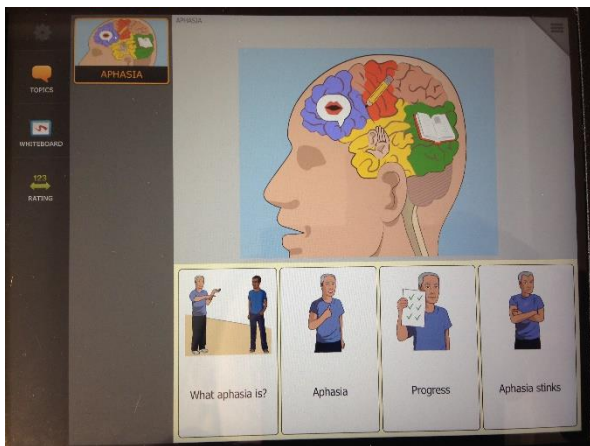 APHASIA
APHASIA
TOPICS
WHITEBOARD
123
RATING
What aphasia is?
Aphasia
Progress
Aphasia stinks